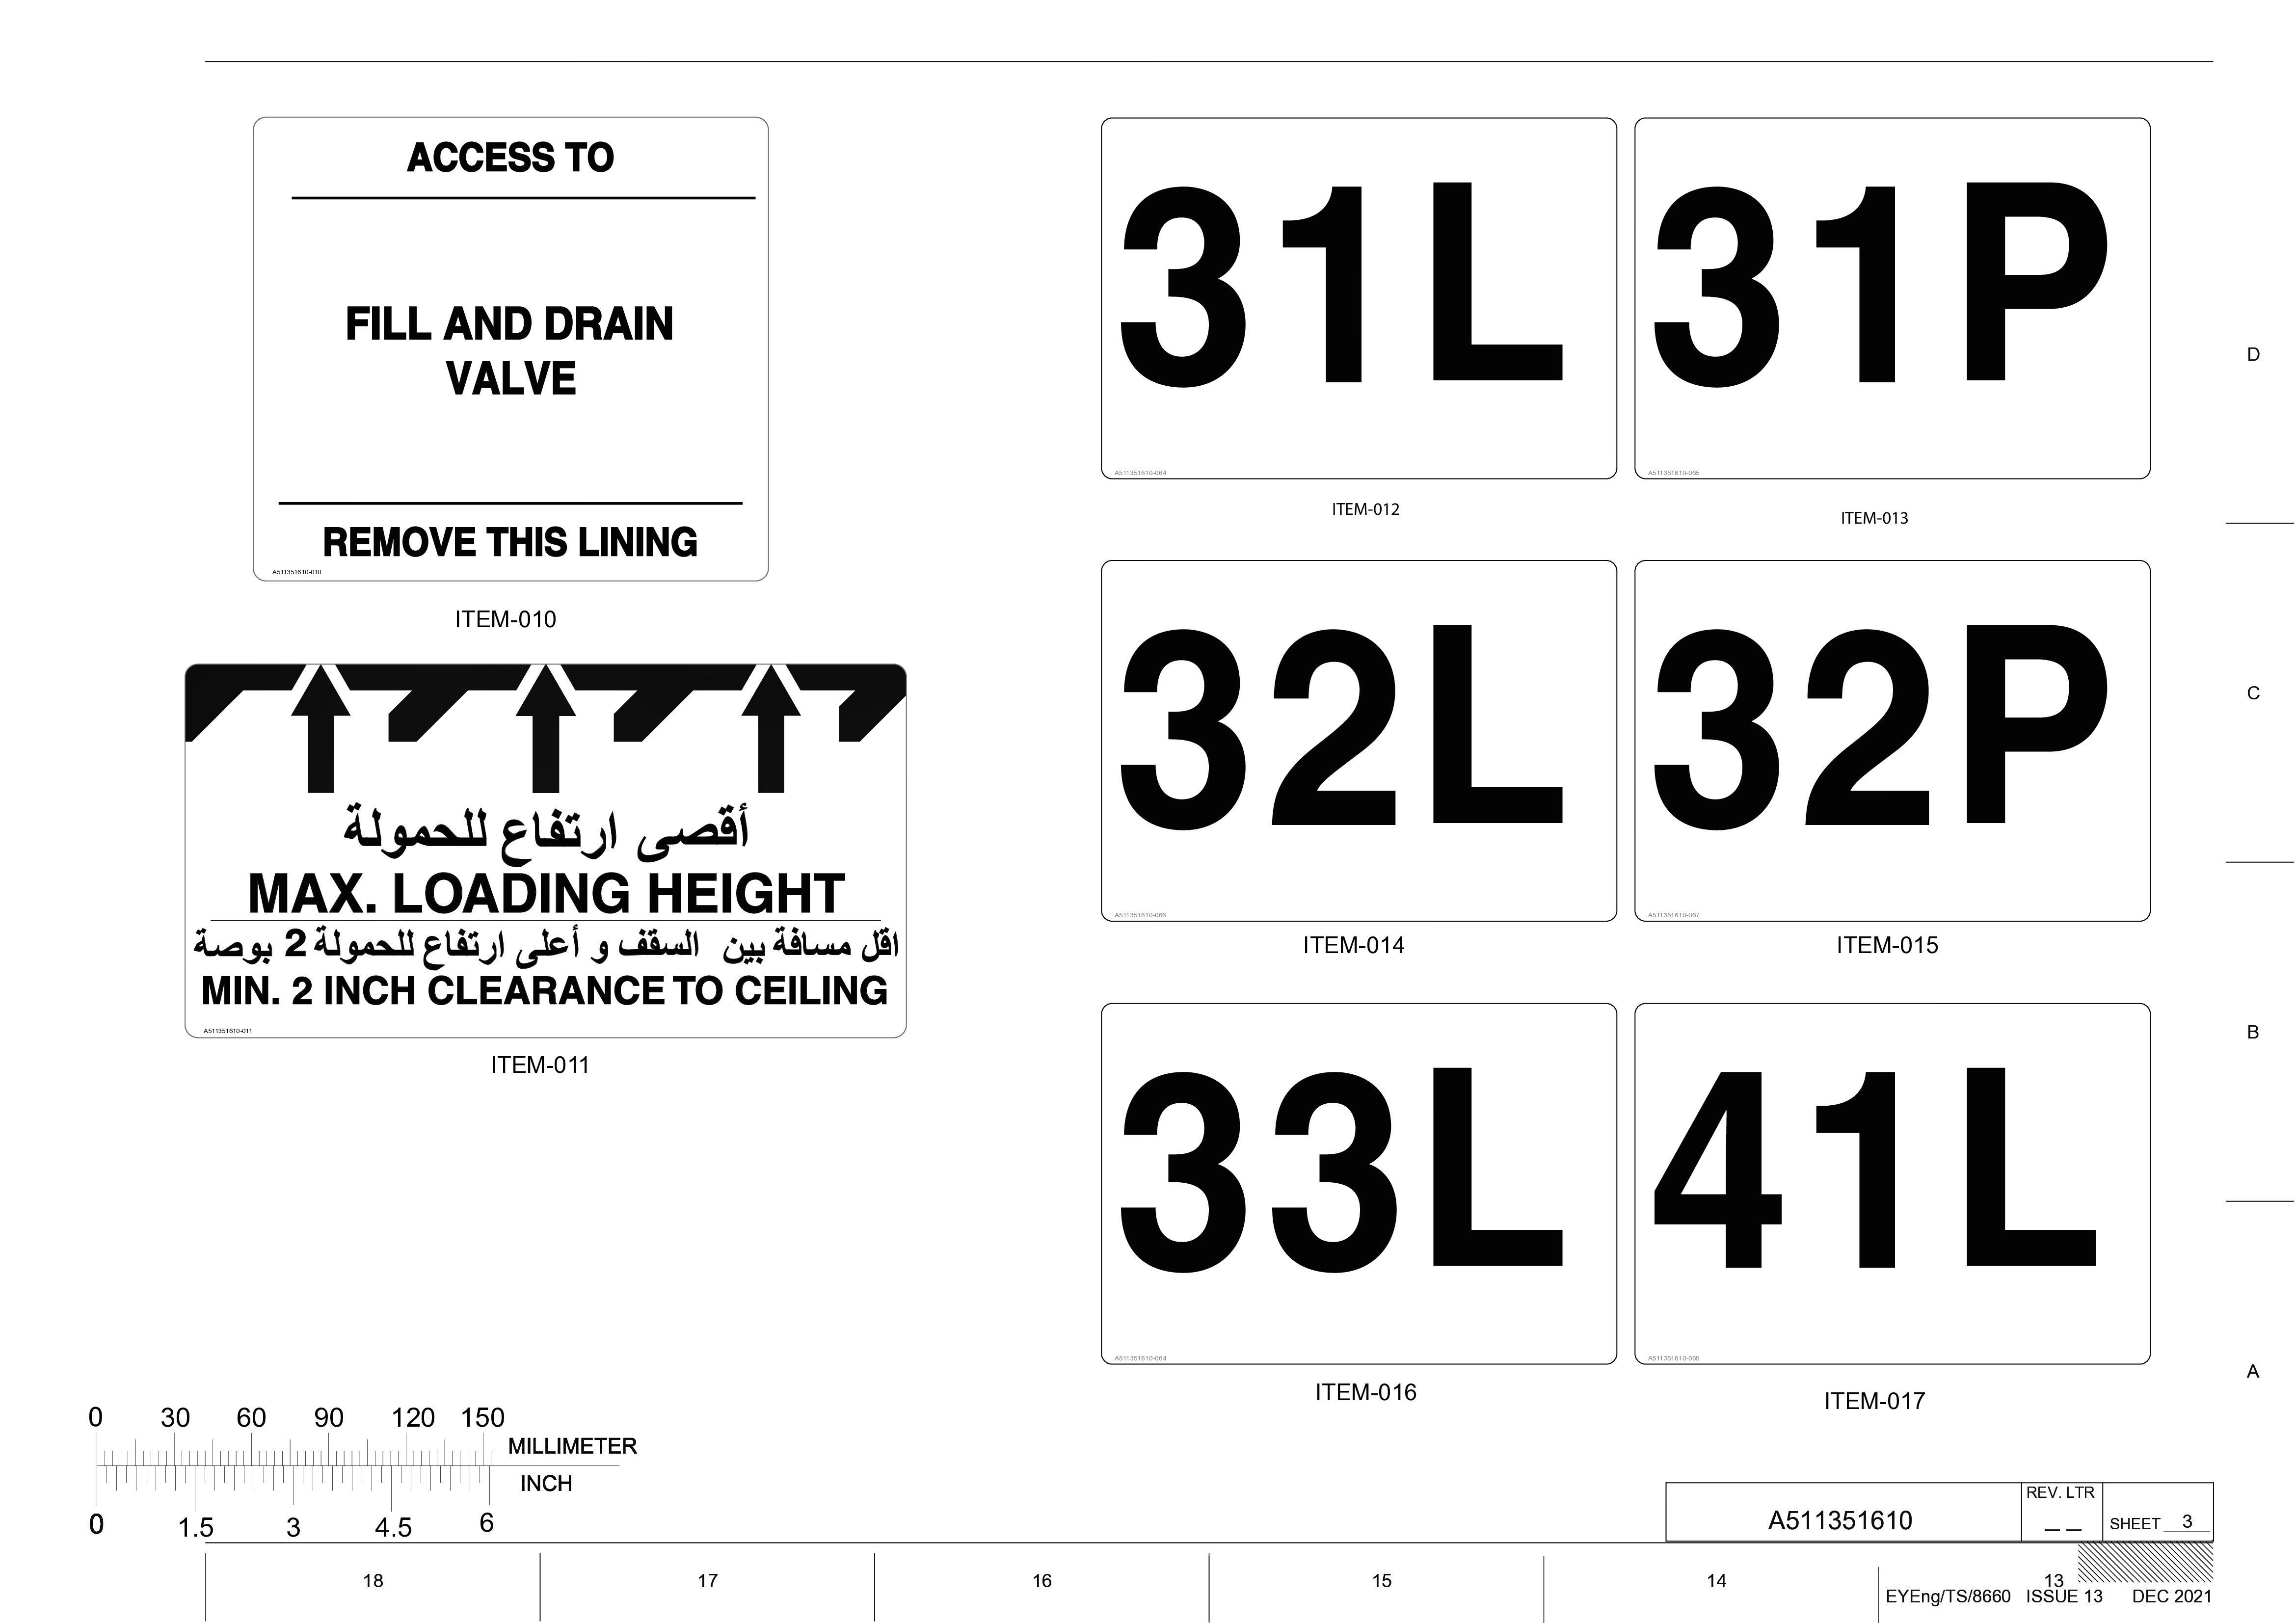 ACCESS TO
FILL AND DRAIN
VALVE
REMOVE THIS LINING
A511351610-010
ITEM-010
أقصى ارتفاع للحمولة
MAX. LOADING HEIGHT
اقل مسافة بين السقف و أعلى ارتفاع للحمولة 2 بوصة
MIN. 2 INCH CLEARANCE TO CEILING
A511351610-011
ITEM-011
31L
A511351610-064
ITEM-012
31P
A511351610-065
ITEM-013
32L
A511351610-066
ITEM-014
32P
A511351610-067
ITEM-015
33L
A511351610-064
ITEM-016
41L
A511351610-065
ITEM-017
D
C
B
A
0 30 60 90 120 150
MILLIMETER
INCH
0 1.5 3 4.5 6
A511351610
REV. LTR
_ _
SHEET 3
18 17 16 15 14 13
EYEng/TS/8660 ISSUE 13 DEC 2021